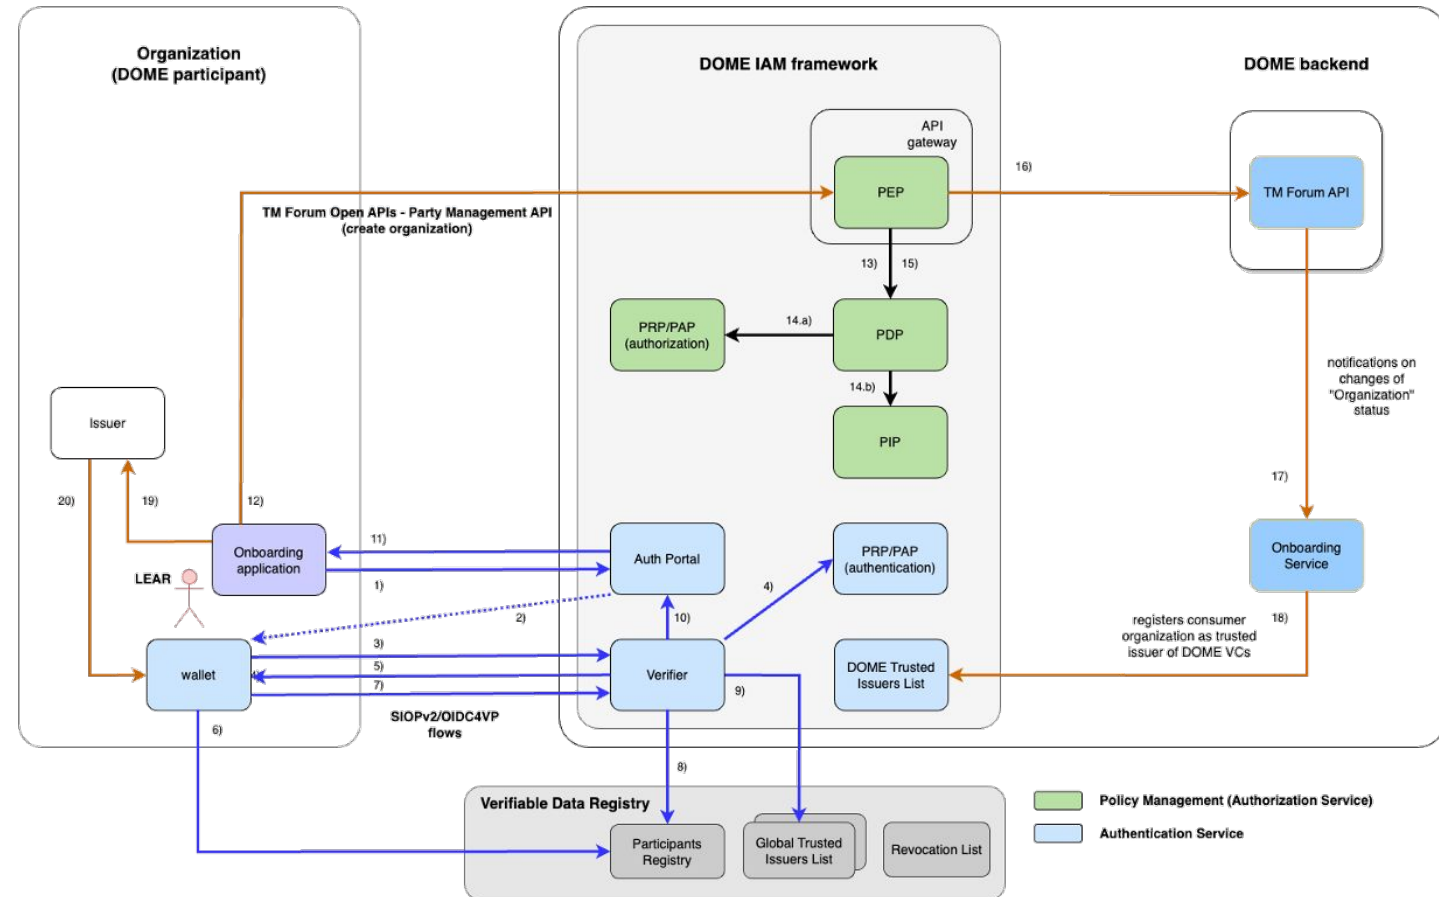 Organization
(DOME participant)
DOME IAM framework
DOME backend
API
gateway
PEP
16)
TM Forum API
TM Forum Open APIs - Party Management API
(create organization)
13)
15)
PRP/PAP
(authorization)
14.a)
PDP
14.b)
PIP
notifications on
changes of
"Organization"
status
Issuer
20)
19)
12)
17)
Onboarding
application
11)
1)
Auth Portal
PRP/PAP
(authentication)
Onboarding
Service
LEAR
2)
10)
4)
18)
registers consumer
organization as trusted
issuer of DOME VCs
wallet
3)
5)
7)
Verifier
9)
DOME Trusted
Issuers List
SIOPv2/OIDC4VP
flows
6)
8)
Verifiable Data Registry
Participants
Registry
Global Trusted
Issuers List
Revocation List
Policy Management (Authorization Service)
Authentication Service